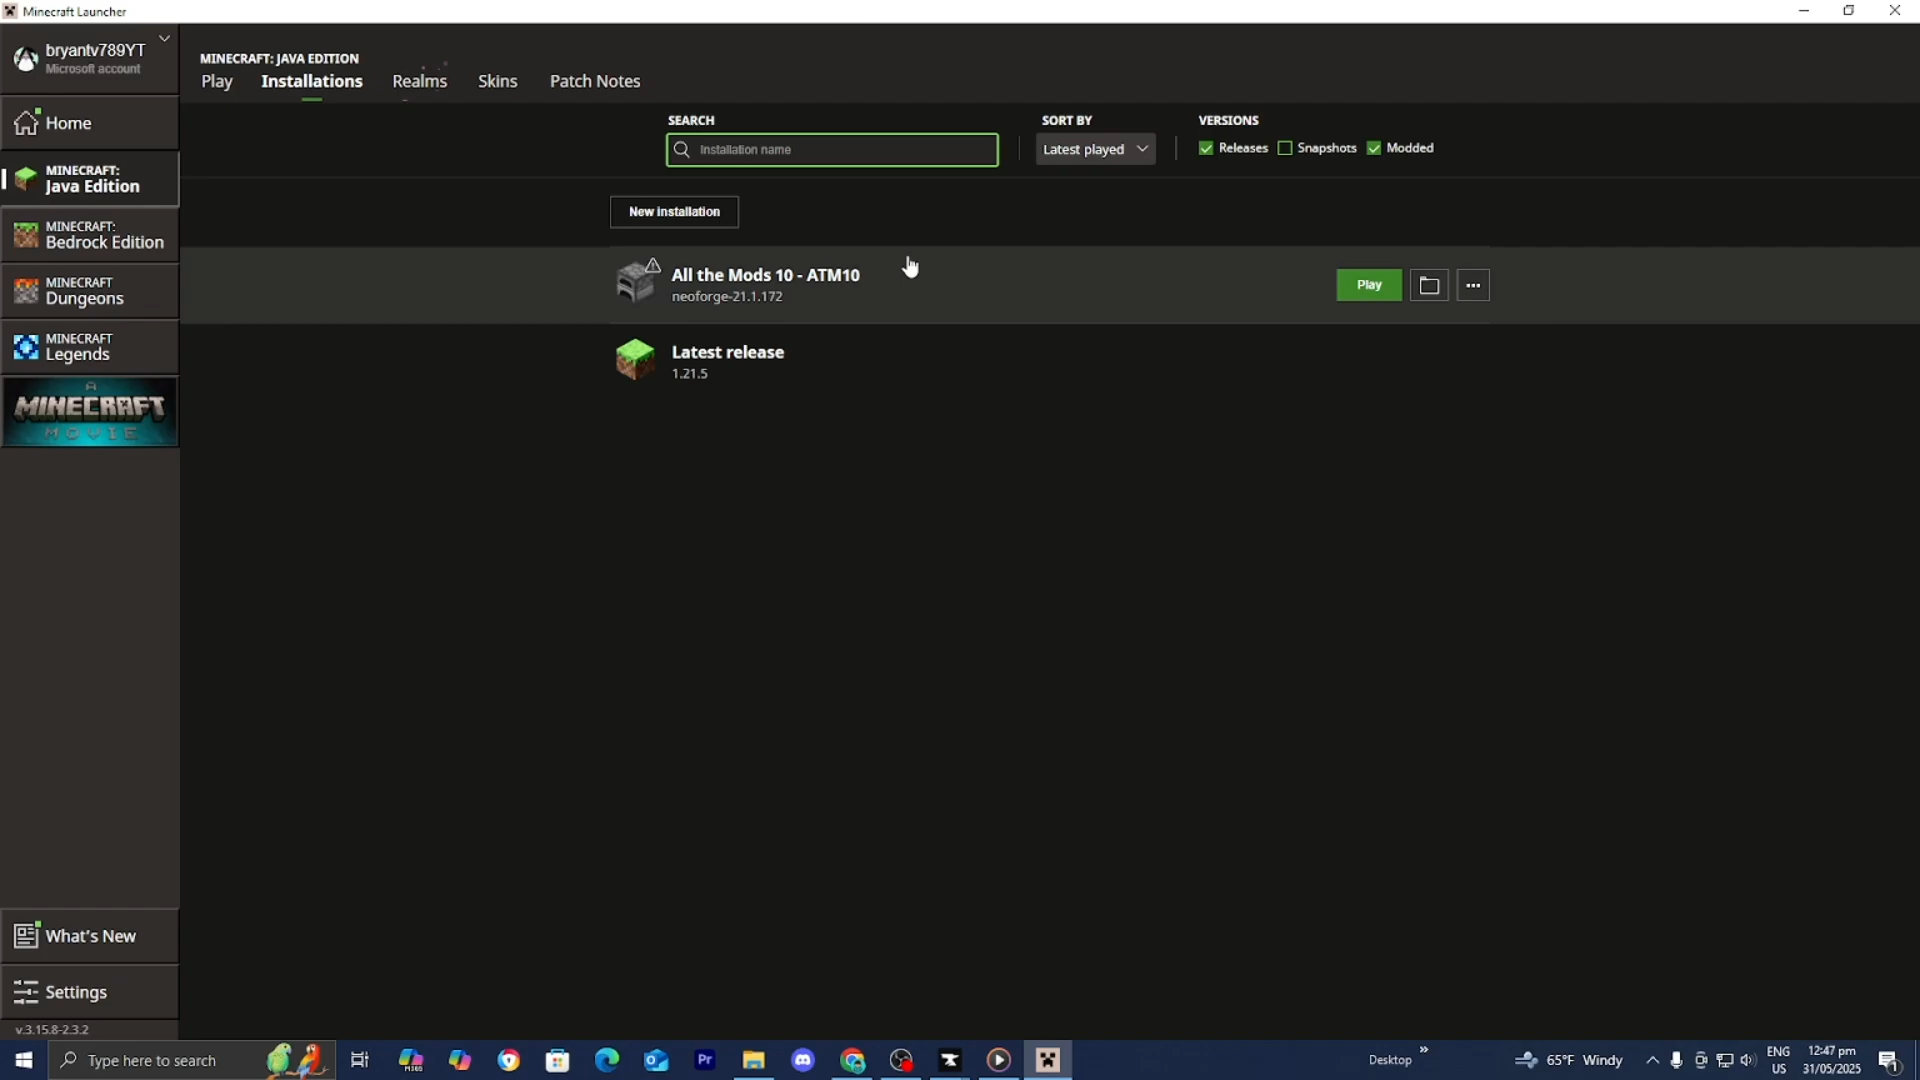 Minecraft Launcher
bryantv789YT
Microsoft account
Home
MINECRAFT:
Java Edition
MINECRAFT:
Bedrock Edition
MINECRAFT
Dungeons
MINECRAFT
Legends
A
MINECRAFT
MOVIE
What's New
Settings
v.3.15.8-2.3.2
MINECRAFT: JAVA EDITION
Play Installations Realms Skins Patch Notes
SEARCH
Installation name
SORT BY
Latest played
VERSIONS
Releases Snapshots Modded
New installation
All the Mods 10 - ATM10
neoforge-21.1.172
Play
Latest release
1.21.5
Type here to search
M365
Pr
Desktop
65°F Windy
ENG
US
12:47 pm
31/05/2025
1